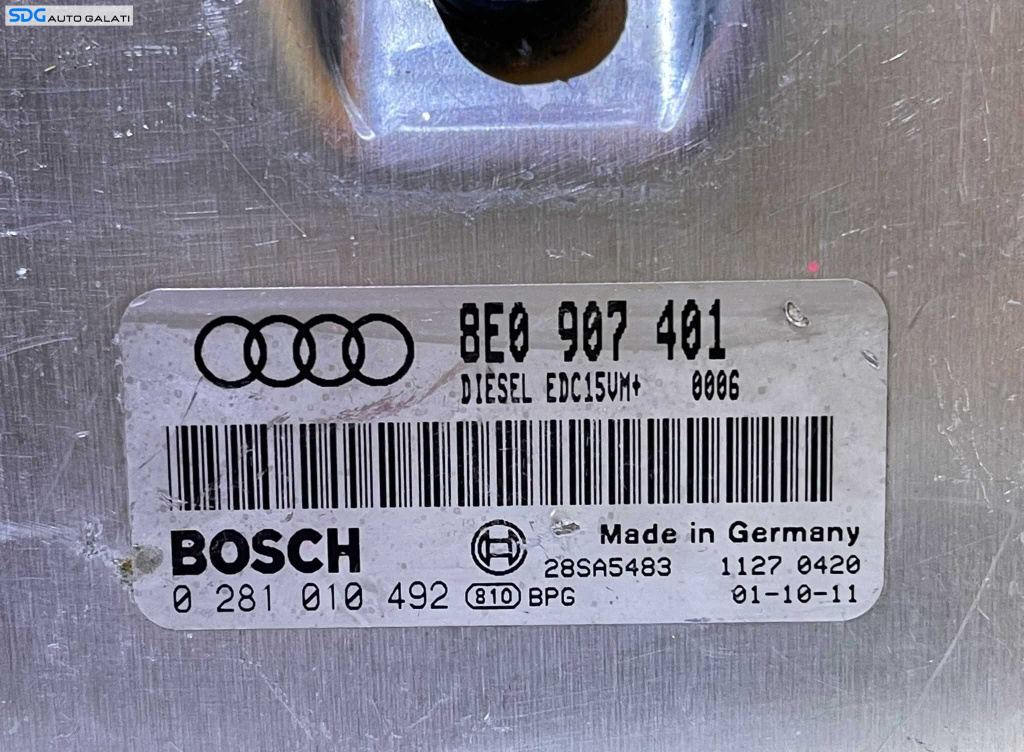 SDG AUTO GALATI
8E0 907 401
DIESEL EDC15VM+ 0006
BOSCH
Made in Germany
28SA5483 1127 0420
0 281 010 492 810 BPG 01-10-11